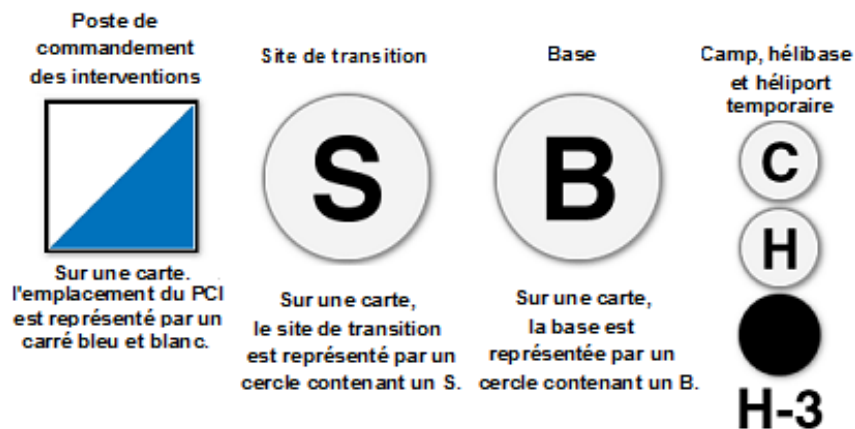 Poste de
commandement
des interventions
Sur une carte.
l'emplacement du PCI
est représenté par un
carré bleu et blanc.
Site de transition
S
Sur une carte,
le site de transition
est représenté par un
cercle contenant un S.
Base
B
Sur une carte,
la base est
représentée par un
cercle contenant un B.
Camp, hélibase
et héliport
temporaire
C
H
H-3